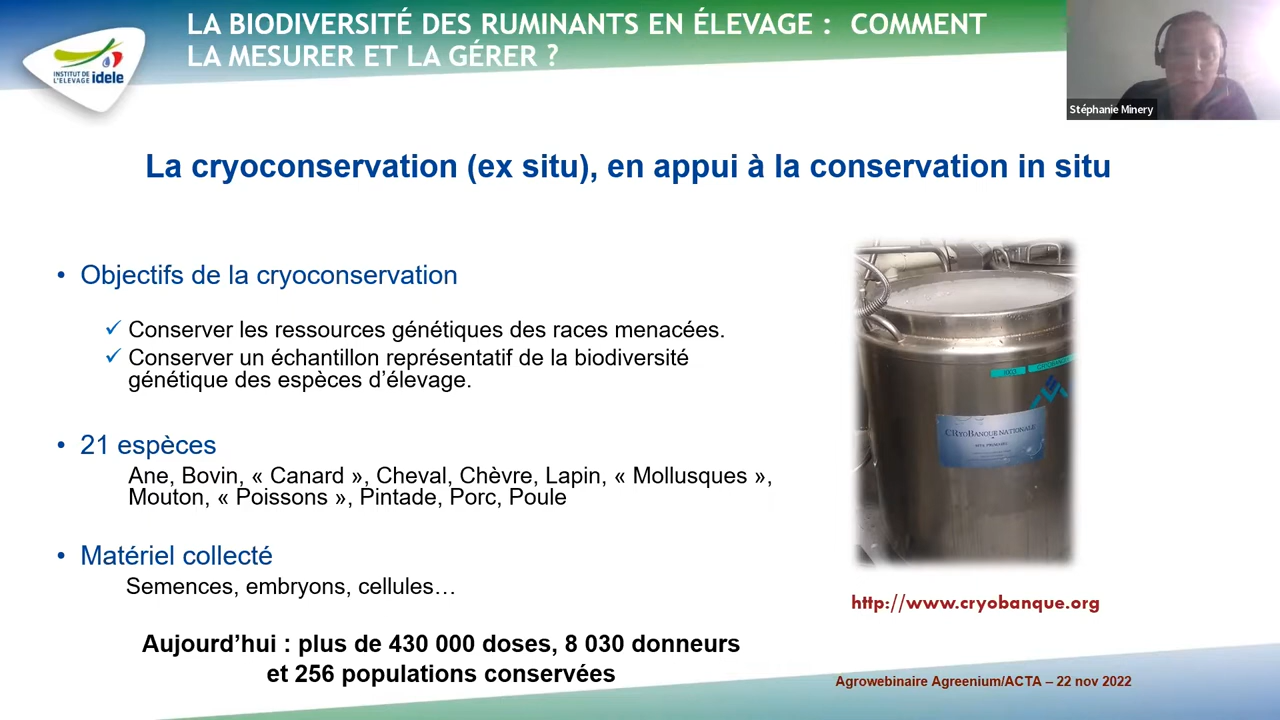 LA BIODIVERSITÉ DES RUMINANTS EN ÉLEVAGE : COMMENT
LA MESURER ET LA GÉRER ?
INSTITUT DE
L'ELEVAGE idele
Stéphanie Minery
La cryoconservation (ex situ), en appui à la conservation in situ
• Objectifs de la cryoconservation
✓ Conserver les ressources génétiques des races menacées.
✓ Conserver un échantillon représentatif de la biodiversité
génétique des espèces d’élevage.
• 21 espèces
Ane, Bovin, « Canard », Cheval, Chèvre, Lapin, « Mollusques »,
Mouton, « Poissons », Pintade, Porc, Poule
• Matériel collecté
Semences, embryons, cellules…
Aujourd’hui : plus de 430 000 doses, 8 030 donneurs
et 256 populations conservées
CRYOBANQUE NATIONALE
http://www.cryobanque.org
Agrowebinaire Agreenium/ACTA – 22 nov 2022